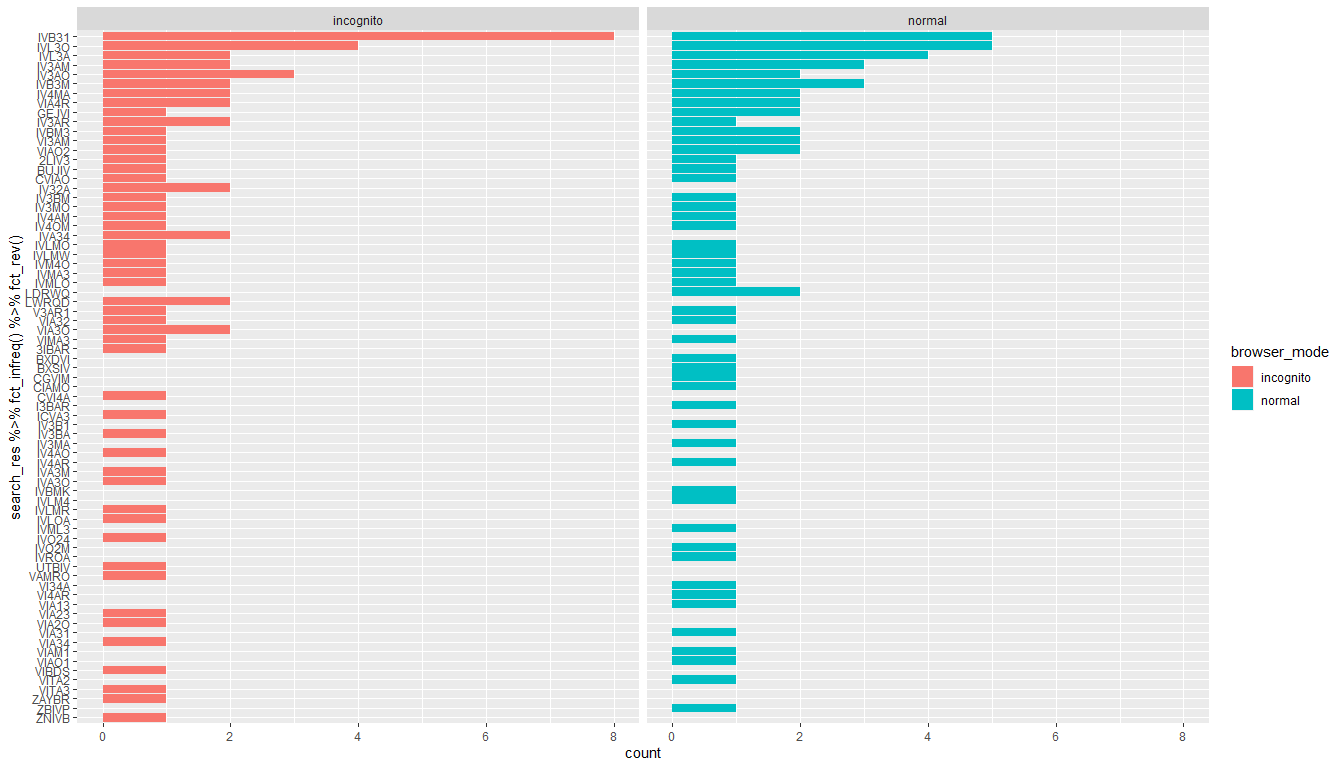 incognito
normal
IVB31
IVL3O
IVL3A
IV3AM
IV3AO
IVB3M
IV4MA
VIA4R
GEJVI
IV3AR
IVBM3
VI3AM
VIAO2
2LIV3
BUJIV
CVIAO
IV32A
IV3BM
IV3MO
IV4AM
IV4OM
IVA34
IVLMO
IVLMW
IVM4O
IVMA3
IVMLO
LDRWQ
LWRQD
V3AR1
VIA32
VIA3O
VIMA3
3IBAR
BXDVI
BXSIV
CGVIM
CIAMO
CVI4A
I3BAR
ICVA3
IV3B1
IV3BA
IV3MA
IV4AO
IV4AR
IVA3M
IVA3O
IVBMK
IVLM4
IVLMR
IVLOA
IVML3
IVO24
IVO2M
IVROA
UTBIV
VAMRO
VI34A
VI4AR
VIA13
VIA23
VIA2O
VIA31
VIA34
VIAM1
VIAO1
VIBDS
VITA2
VITA3
ZAYBR
ZBIVP
ZNIVB
search_res %>% fct_infreq() %>% fct_rev()
0 2 4 6 8
0 2 4 6 8
count
browser_mode
incognito
normal